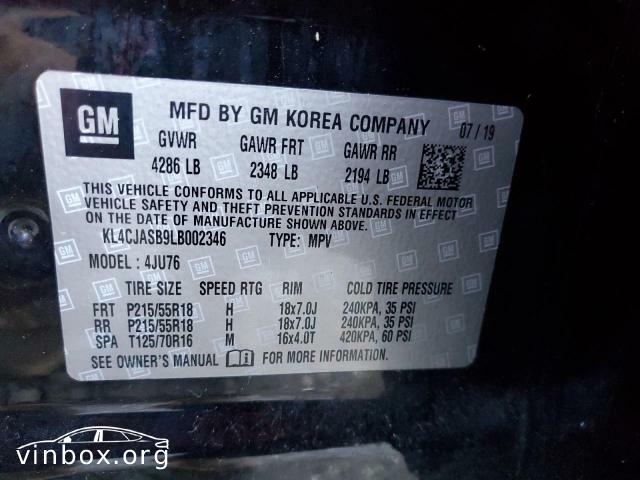 GM
MFD BY GM KOREA COMPANY 07/19
GVWR GAWR FRT GAWR RR
4286 LB 2348 LB 2194 LB
THIS VEHICLE CONFORMS TO ALL APPLICABLE U.S. FEDERAL MOTOR
VEHICLE SAFETY AND THEFT PREVENTION STANDARDS IN EFFECT
ON THE DATE OF MANUFACTURE SHOWN ABOVE.
KL4CJASB9LB002346 TYPE: MPV
MODEL: 4JU76
TIRE SIZE SPEED RTG RIM COLD TIRE PRESSURE
FRT P215/55R18 H 18x7.0J 240KPA, 35 PSI
RR P215/55R18 H 18x7.0J 240KPA, 35 PSI
SPA T125/70R16 M 16x4.0T 420KPA, 60 PSI
SEE OWNER'S MANUAL FOR MORE INFORMATION.
vinbox.org